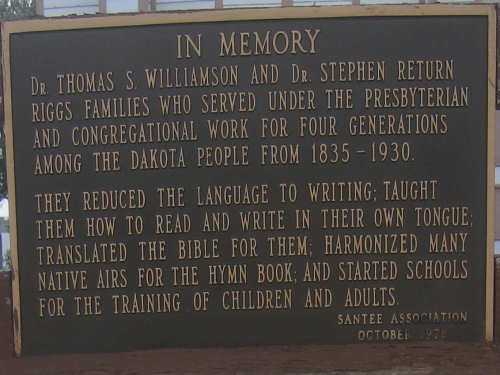 IN MEMORY
DR. THOMAS S. WILLIAMSON AND DR. STEPHEN RETURN
RIGGS FAMILIES WHO SERVED UNDER THE PRESBYTERIAN
AND CONGREGATIONAL WORK FOR FOUR GENERATIONS
AMONG THE DAKOTA PEOPLE FROM 1835-1930.
THEY REDUCED THE LANGUAGE TO WRITING; TAUGHT
THEM HOW TO READ AND WRITE IN THEIR OWN TONGUE;
TRANSLATED THE BIBLE FOR THEM; HARMONIZED MANY
NATIVE AIRS FOR THE HYMN BOOK; AND STARTED SCHOOLS
FOR THE TRAINING OF CHILDREN AND ADULTS.
SANTEE ASSOCIATION
OCTOBER